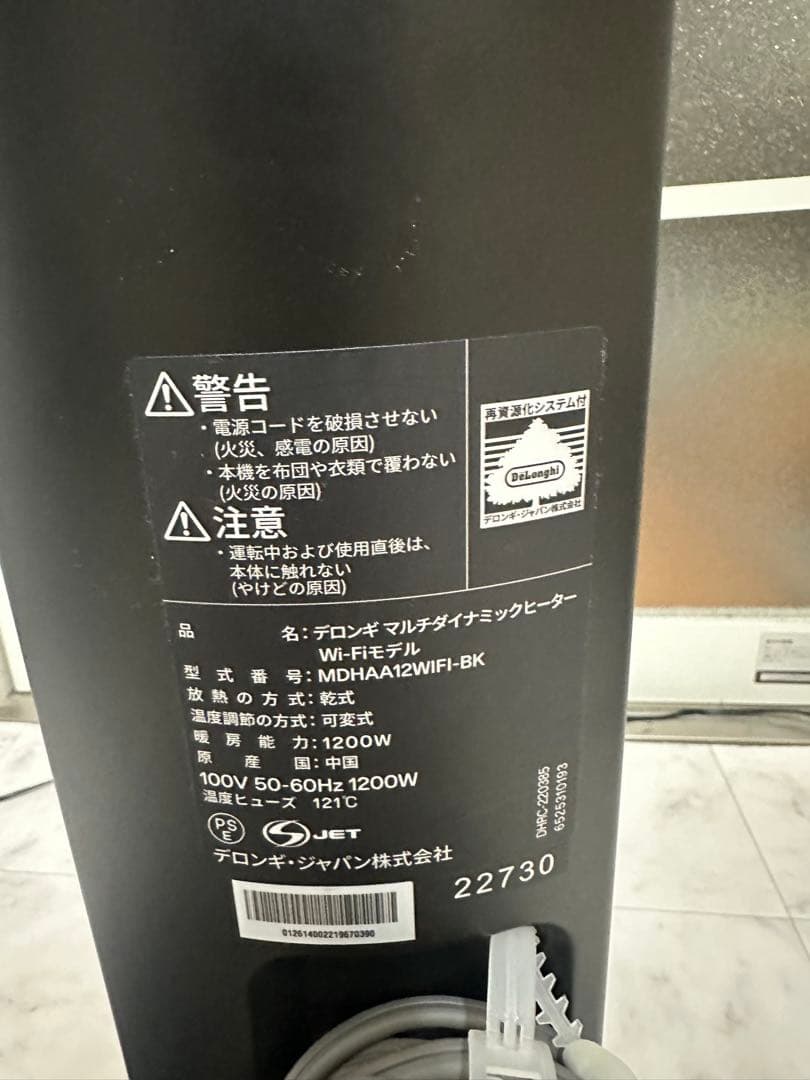 警告
・電源コードを破損させない
(火災、感電の原因)
・本機を布団や衣類で覆わない
(火災の原因)
注意
・運転中および使用直後は、
本体に触れない
(やけどの原因)
再資源化システム付
DeLonghi
デロンギ・ジャパン株式会社
品名：デロンギ マルチダイナミックヒーター
Wi-Fiモデル
型式番号：MDHAA12WIFI-BK
放熱の方式：乾式
温度調節の方式：可変式
暖房能力：1200W
原産国：中国
100V 50-60Hz 1200W
温度ヒューズ 121℃
PSE
JET
デロンギ・ジャパン株式会社
22730
DHRC-220385
6525310193
012614002219670390